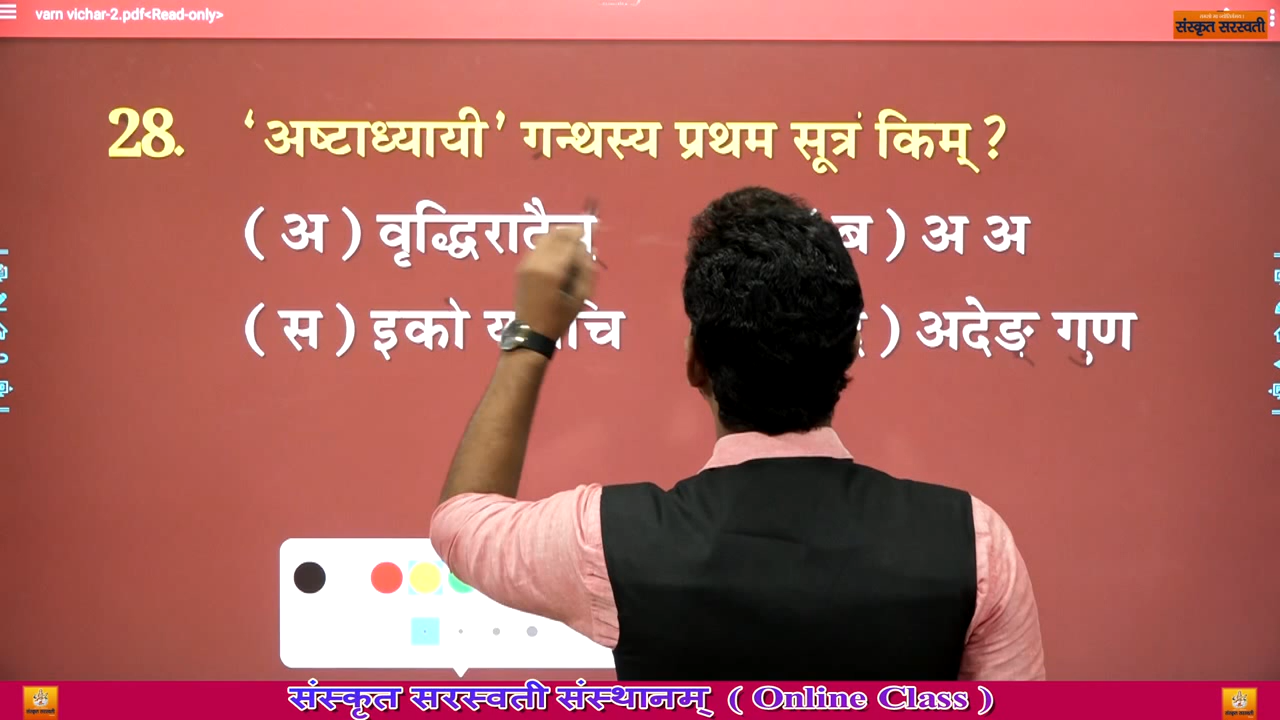 varn vichar-2.pdf<Read-only>
संस्कृत सरस्वती
28. ‘अष्टाध्यायी’ गन्थस्य प्रथम सूत्रं किम् ?
( अ ) ब ) अ अ
( स ) इको ) अदेङ् गुण
संस्कृत सरस्वती संस्थानम् ( Online Class )